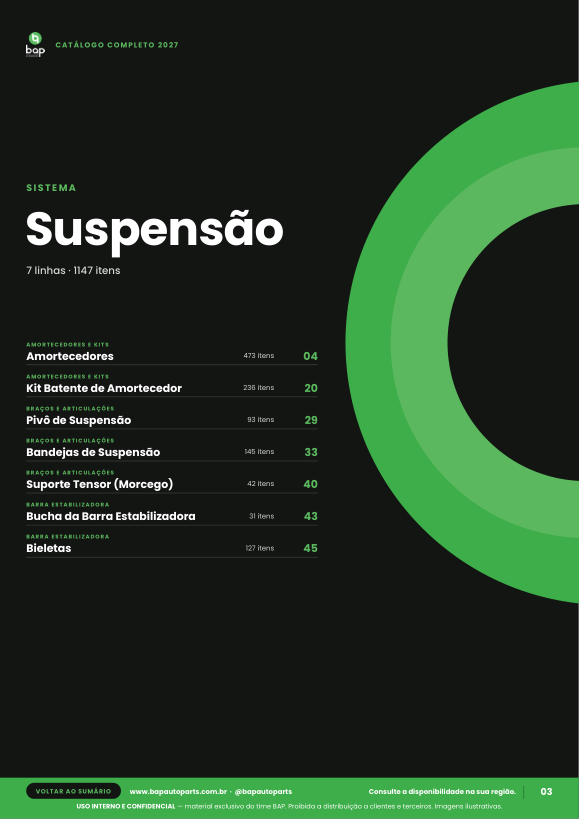 bap
CATÁLOGO COMPLETO 2027
SISTEMA
Suspensão
7 linhas · 1147 itens
AMORTECEDORES E KITS
Amortecedores 473 itens 04
AMORTECEDORES E KITS
Kit Batente de Amortecedor 236 itens 20
BRAÇOS E ARTICULAÇÕES
Pivô de Suspensão 93 itens 29
BRAÇOS E ARTICULAÇÕES
Bandejas de Suspensão 145 itens 33
BRAÇOS E ARTICULAÇÕES
Suporte Tensor (Morcego) 42 itens 40
BARRA ESTABILIZADORA
Bucha da Barra Estabilizadora 31 itens 43
BARRA ESTABILIZADORA
Bieletas 127 itens 45
VOLTAR AO SUMÁRIO www.bapautoparts.com.br · @bapautoparts Consulte a disponibilidade na sua região. 03
USO INTERNO E CONFIDENCIAL — material exclusivo do time BAP. Proibida a distribuição a clientes e terceiros. Imagens ilustrativas.